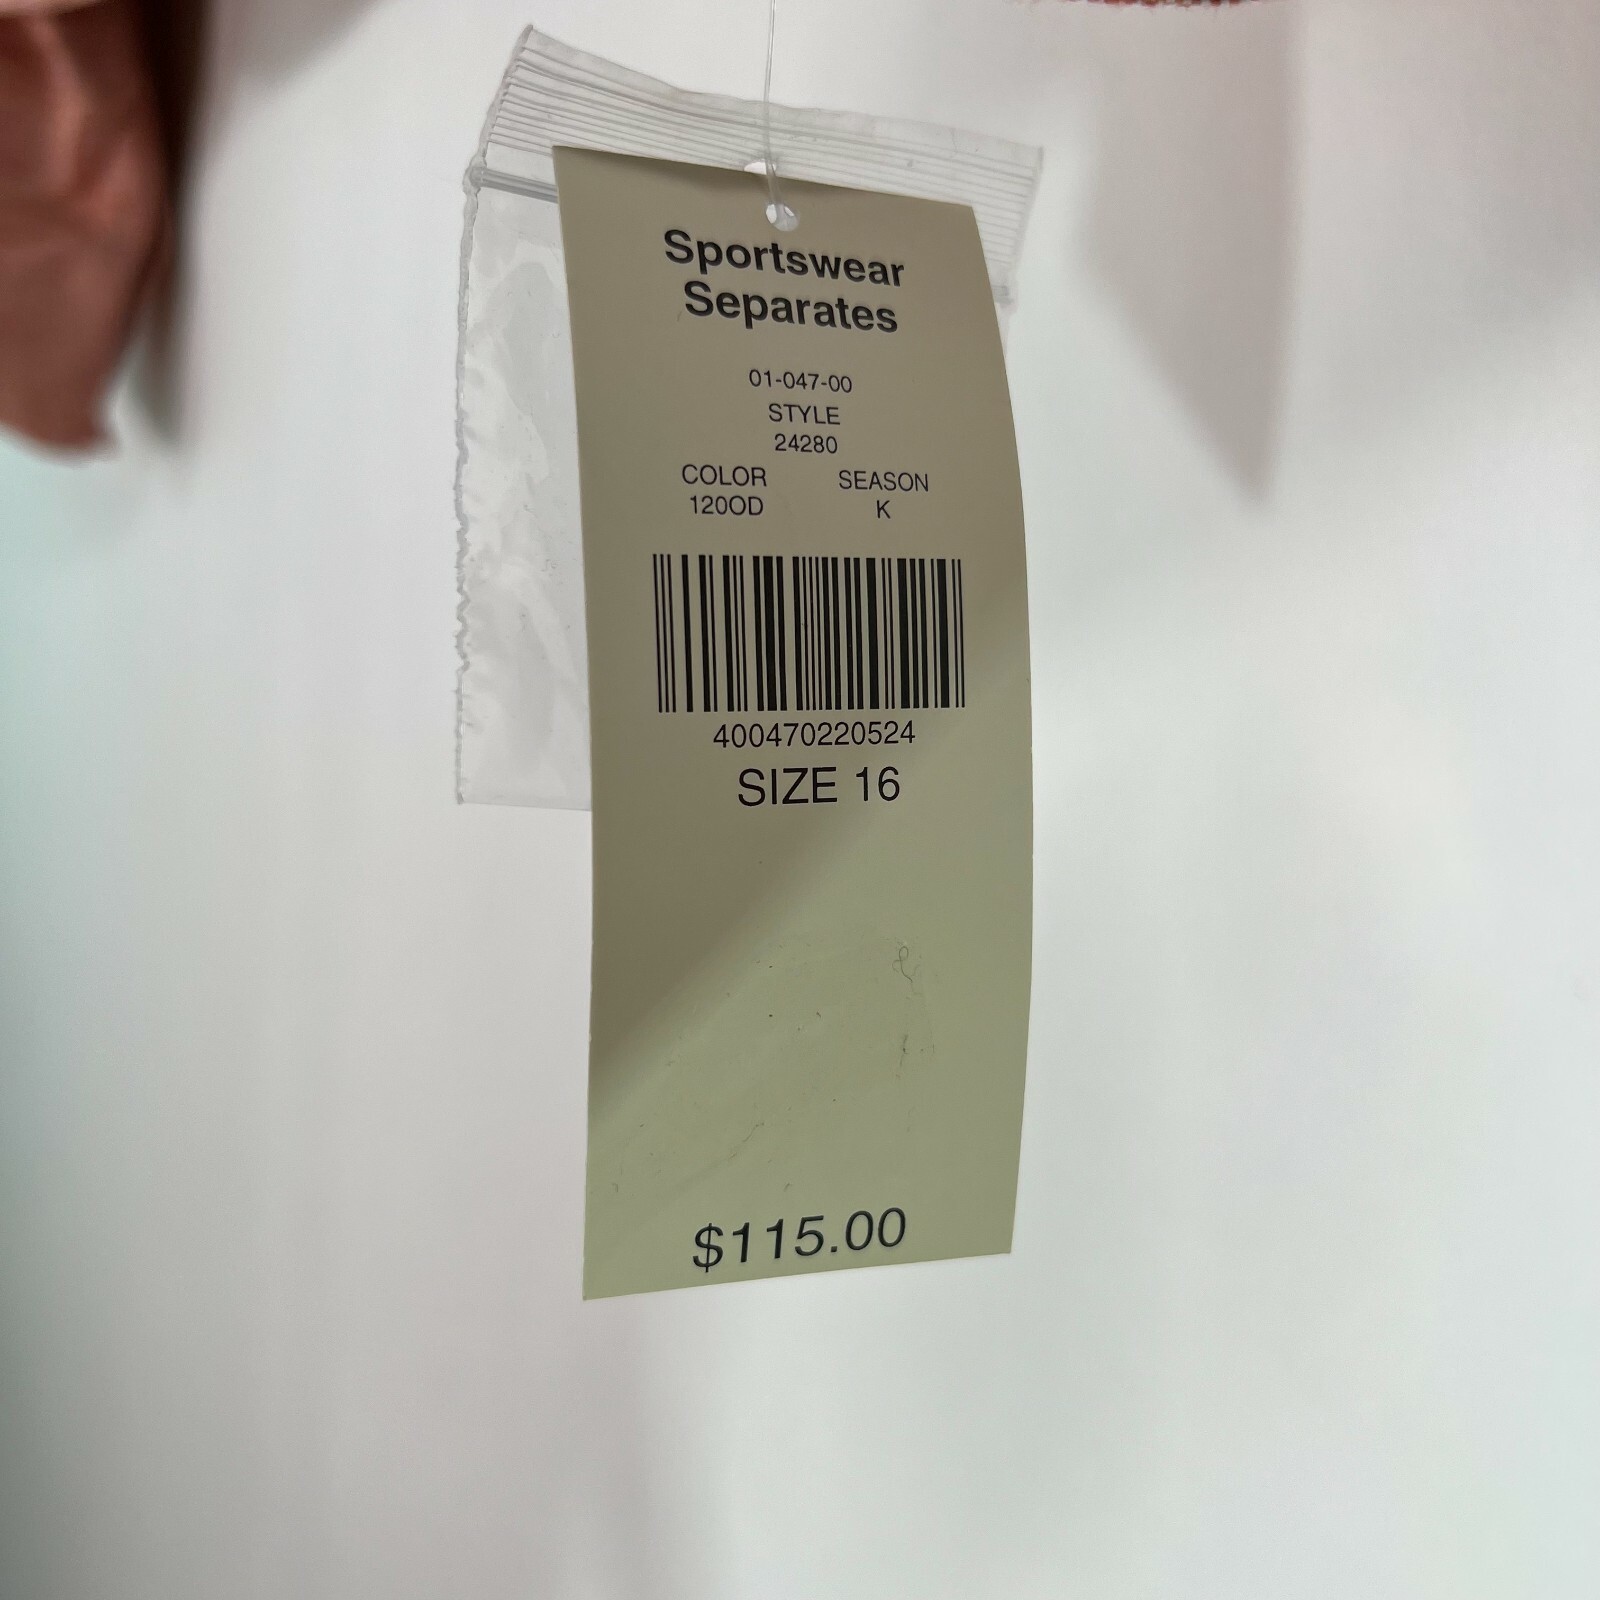 Sportswear
Separates
01-047-00
STYLE
24280
COLOR SEASON
120OD K
400470220524
SIZE 16
$115.00